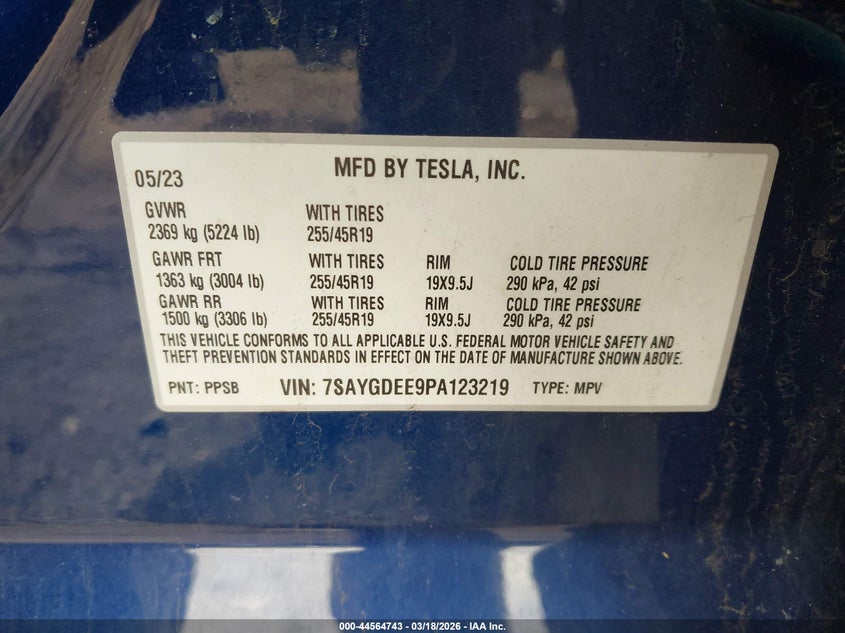 05/23 MFD BY TESLA, INC.
GVWR WITH TIRES
2369 kg (5224 lb) 255/45R19
GAWR FRT WITH TIRES RIM COLD TIRE PRESSURE
1363 kg (3004 lb) 255/45R19 19X9.5J 290 kPa, 42 psi
GAWR RR WITH TIRES RIM COLD TIRE PRESSURE
1500 kg (3306 lb) 255/45R19 19X9.5J 290 kPa, 42 psi
THIS VEHICLE CONFORMS TO ALL APPLICABLE U.S. FEDERAL MOTOR VEHICLE SAFETY AND
THEFT PREVENTION STANDARDS IN EFFECT ON THE DATE OF MANUFACTURE SHOWN ABOVE.
PNT: PPSB VIN: 7SAYGDEE9PA123219 TYPE: MPV
000-44564743 — 03/18/2026 — IAA Inc.